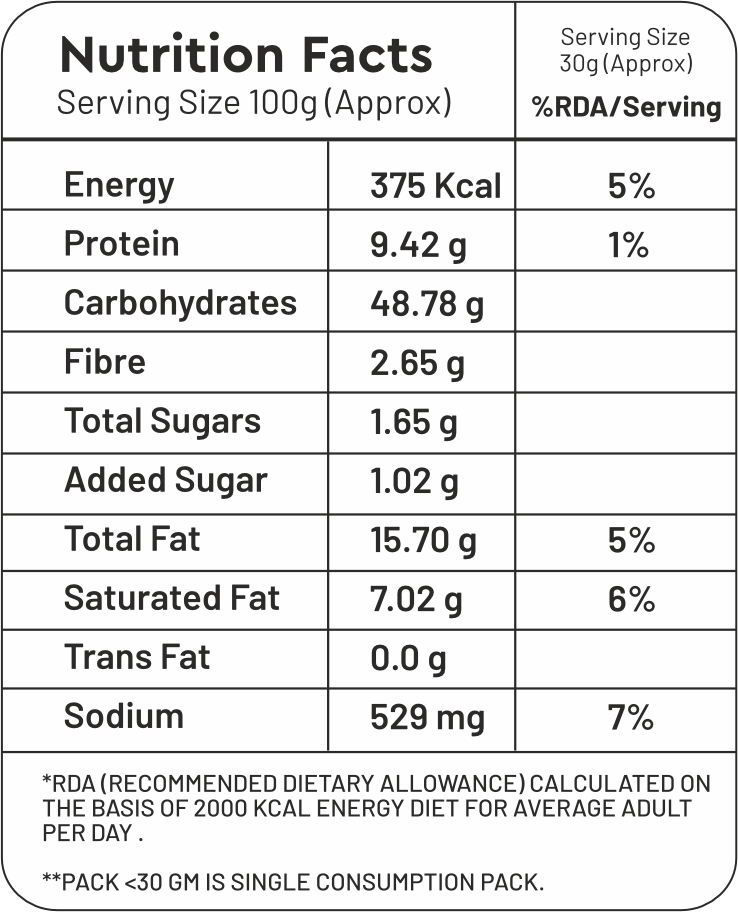 Nutrition Facts
Serving Size 100g (Approx)
Serving Size
30g (Approx)
%RDA/Serving
Energy 375 Kcal 5%
Protein 9.42 g 1%
Carbohydrates 48.78 g
Fibre 2.65 g
Total Sugars 1.65 g
Added Sugar 1.02 g
Total Fat 15.70 g 5%
Saturated Fat 7.02 g 6%
Trans Fat 0.0 g
Sodium 529 mg 7%
*RDA (RECOMMENDED DIETARY ALLOWANCE) CALCULATED ON
THE BASIS OF 2000 KCAL ENERGY DIET FOR AVERAGE ADULT
PER DAY .
**PACK <30 GM IS SINGLE CONSUMPTION PACK.